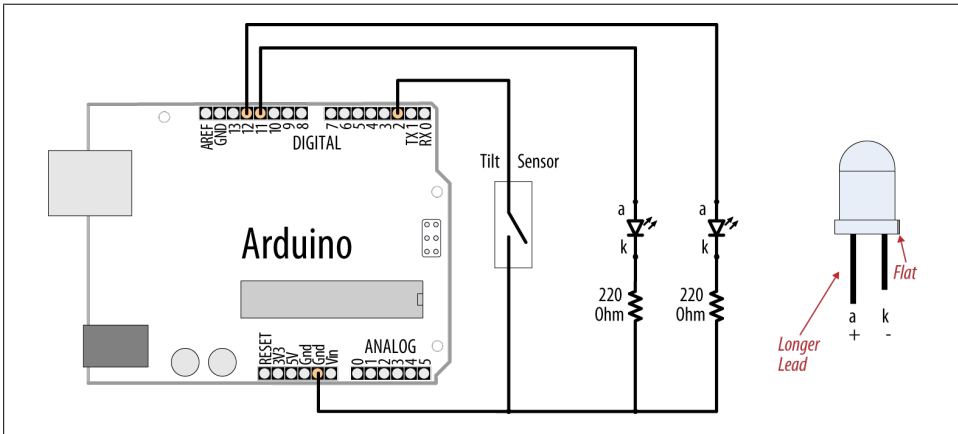 AREF
GND
13
12
11
10
9
8
7
6
5
4
3
2
TX 1
RX 0
DIGITAL
Tilt Sensor
Arduino
a
k
220
Ohm
a
k
220
Ohm
RESET
3V3
5V
Gnd
Gnd
Vin
ANALOG
0
1
2
3
4
5
Flat
a
+
k
-
Longer
Lead